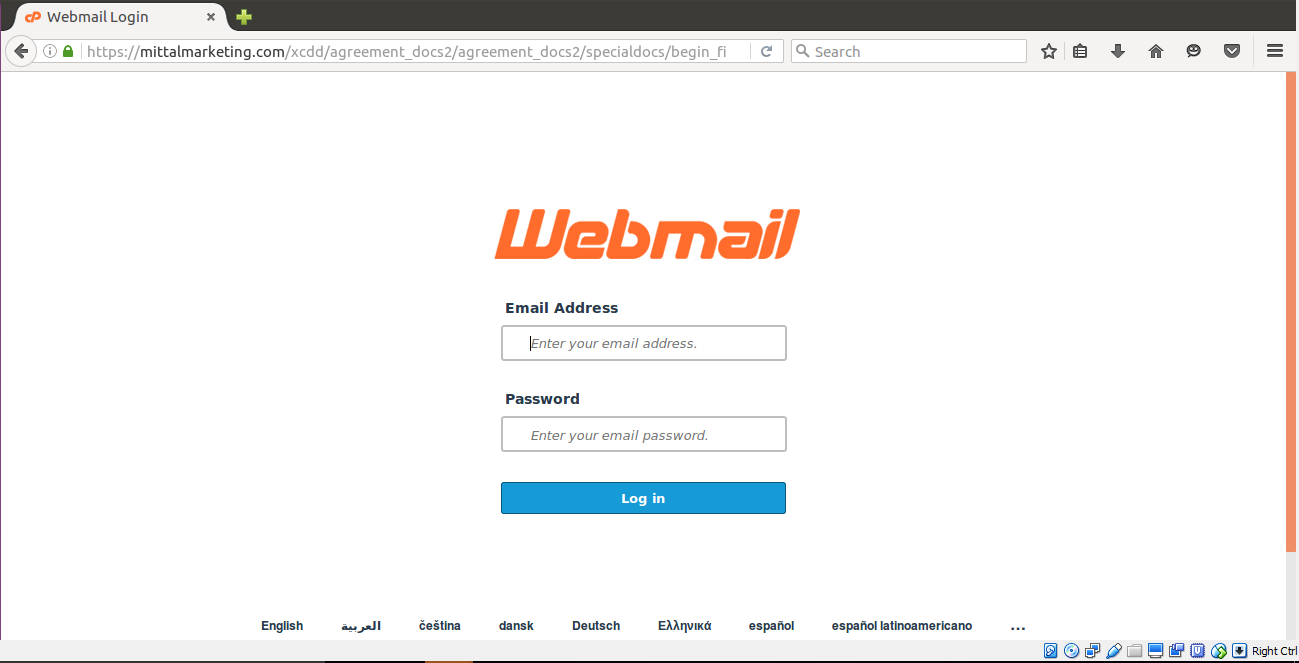 Webmail Login
https://mittalmarketing.com/xcdd/agreement_docs2/agreement_docs2/specialdocs/begin_fi
Search
Webmail
Email Address
Enter your email address.
Password
Enter your email password.
Log in
English العربية čeština dansk Deutsch Ελληνικά español español latinoamericano ...
Right Ctrl